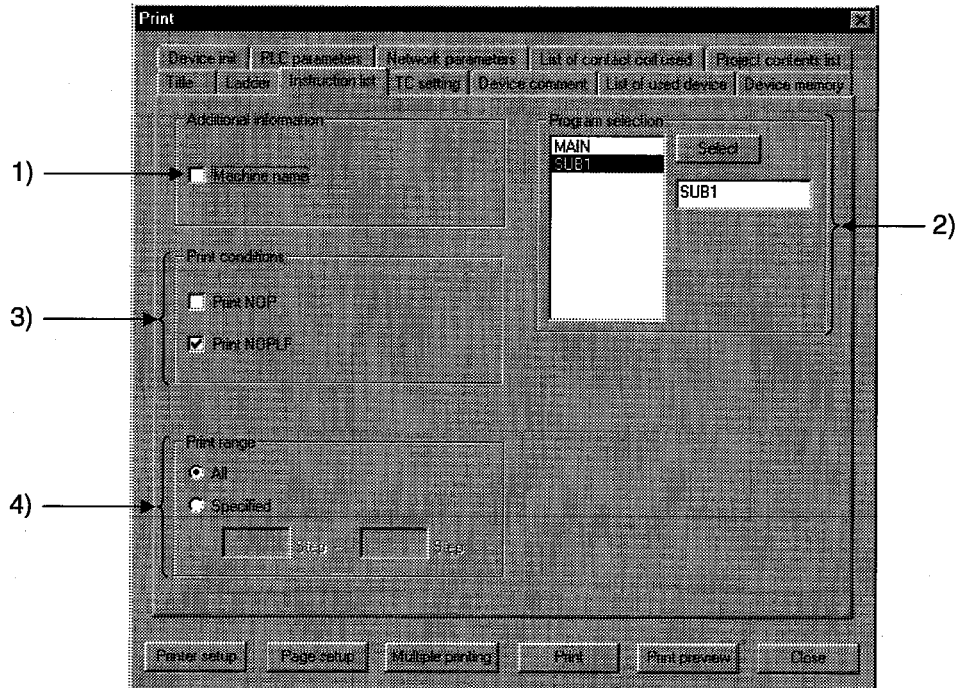 Print
Device init PLC parameters Network parameters List of contact coil used Project contents list
Title Ladder Instruction list TC setting Device comment List of used device Device memory
Additional information
Program selection
MAIN
SUB1
Select
SUB1
1)
Machine name
2)
Print conditions
Print NOP
3)
Print NOPLF
Print range
All
4)
Specified
Step - Step
Printer setup Page setup Multiple printing Print Print preview Close